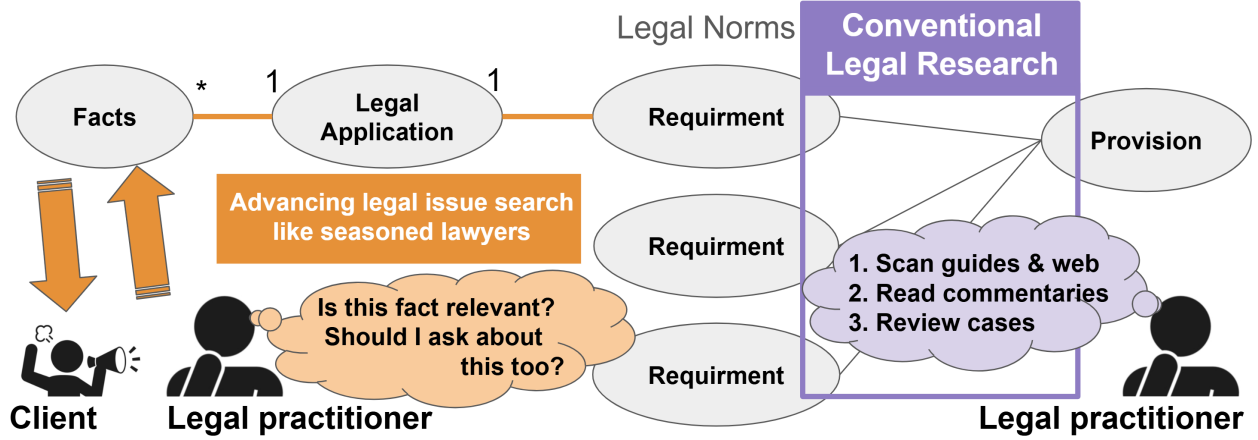 Legal Norms
Conventional
Legal Research
Facts
*
1
Legal
Application
1
Requirment
Provision
Advancing legal issue search
like seasoned lawyers
Requirment
1. Scan guides & web
2. Read commentaries
3. Review cases
Is this fact relevant?
Should I ask about
this too?
Requirment
Client
Legal practitioner
Legal practitioner